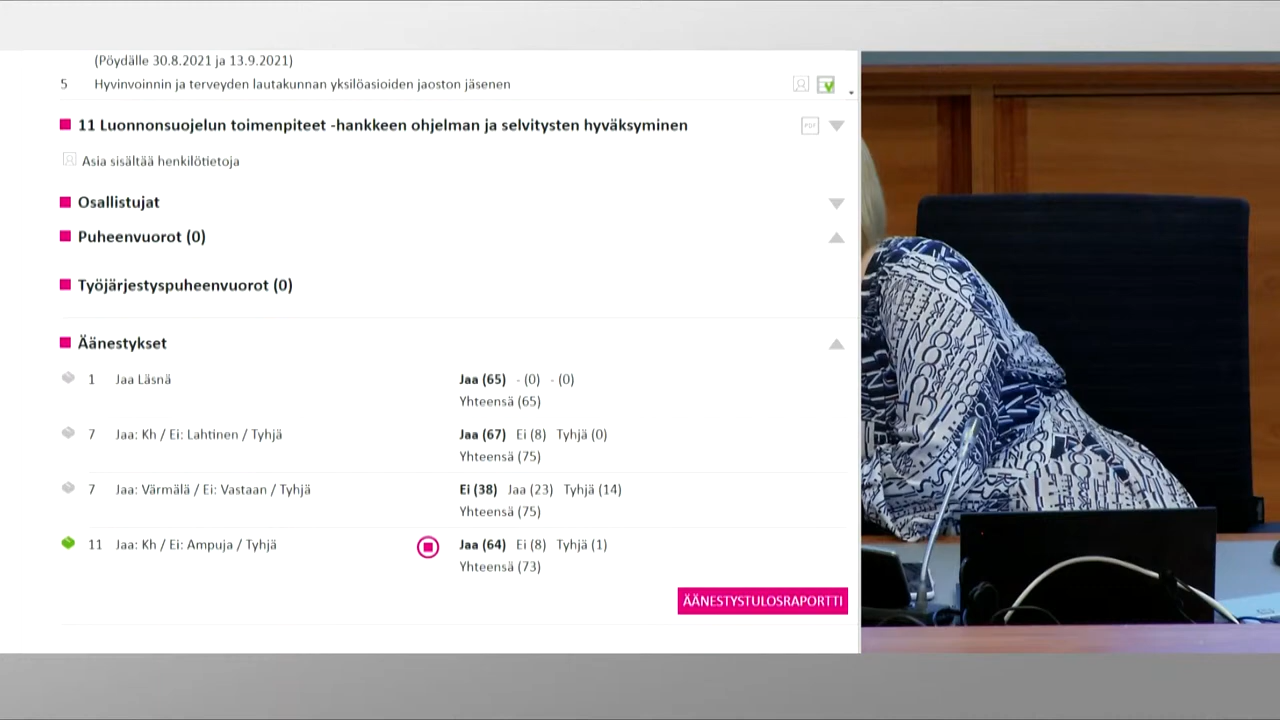 (Pöydälle 30.8.2021 ja 13.9.2021)
5 Hyvinvoinnin ja terveyden lautakunnan yksilöasioiden jaoston jäsenen
11 Luonnonsuojelun toimenpiteet -hankkeen ohjelman ja selvitysten hyväksyminen
PDF
Asia sisältää henkilötietoja
Osallistujat
Puheenvuorot (0)
Työjärjestyspuheenvuorot (0)
Äänestykset
1 Jaa Läsnä Jaa (65) - (0) - (0)
Yhteensä (65)
7 Jaa: Kh / Ei: Lahtinen / Tyhjä Jaa (67) Ei (8) Tyhjä (0)
Yhteensä (75)
7 Jaa: Värmälä / Ei: Vastaan / Tyhjä Ei (38) Jaa (23) Tyhjä (14)
Yhteensä (75)
11 Jaa: Kh / Ei: Ampuja / Tyhjä Jaa (64) Ei (8) Tyhjä (1)
Yhteensä (73)
ÄÄNESTYSTULOSRAPORTTI